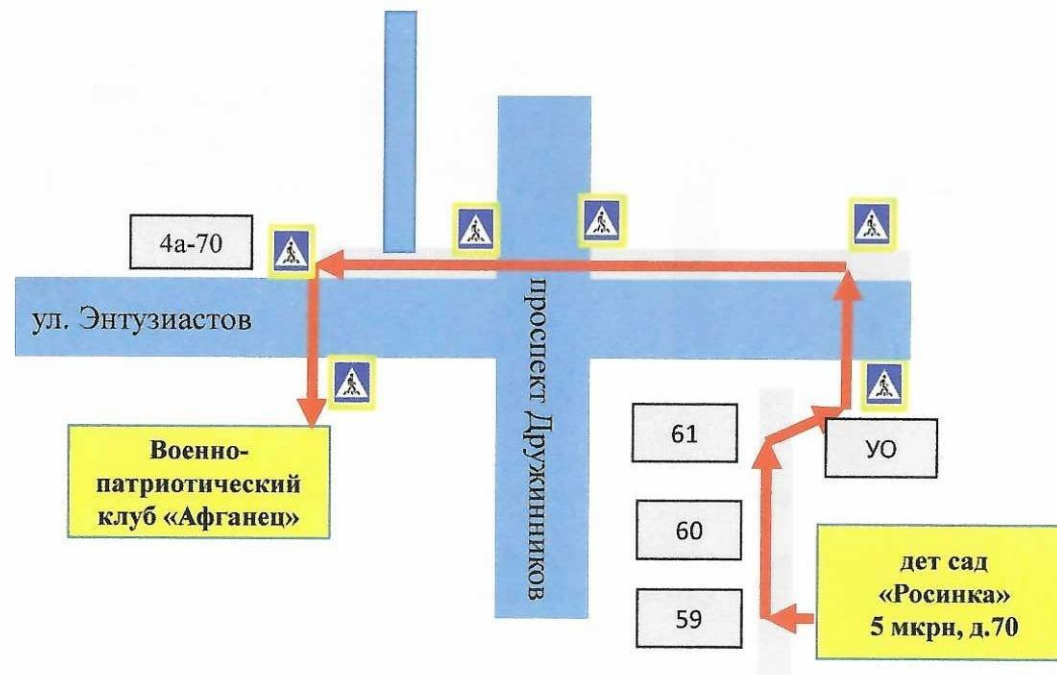 4а-70
ул. Энтузиастов
проспект Дружинников
Военно-
патриотический
клуб «Афганец»
61
УО
60
59
дет сад
«Росинка»
5 мкрн, д.70